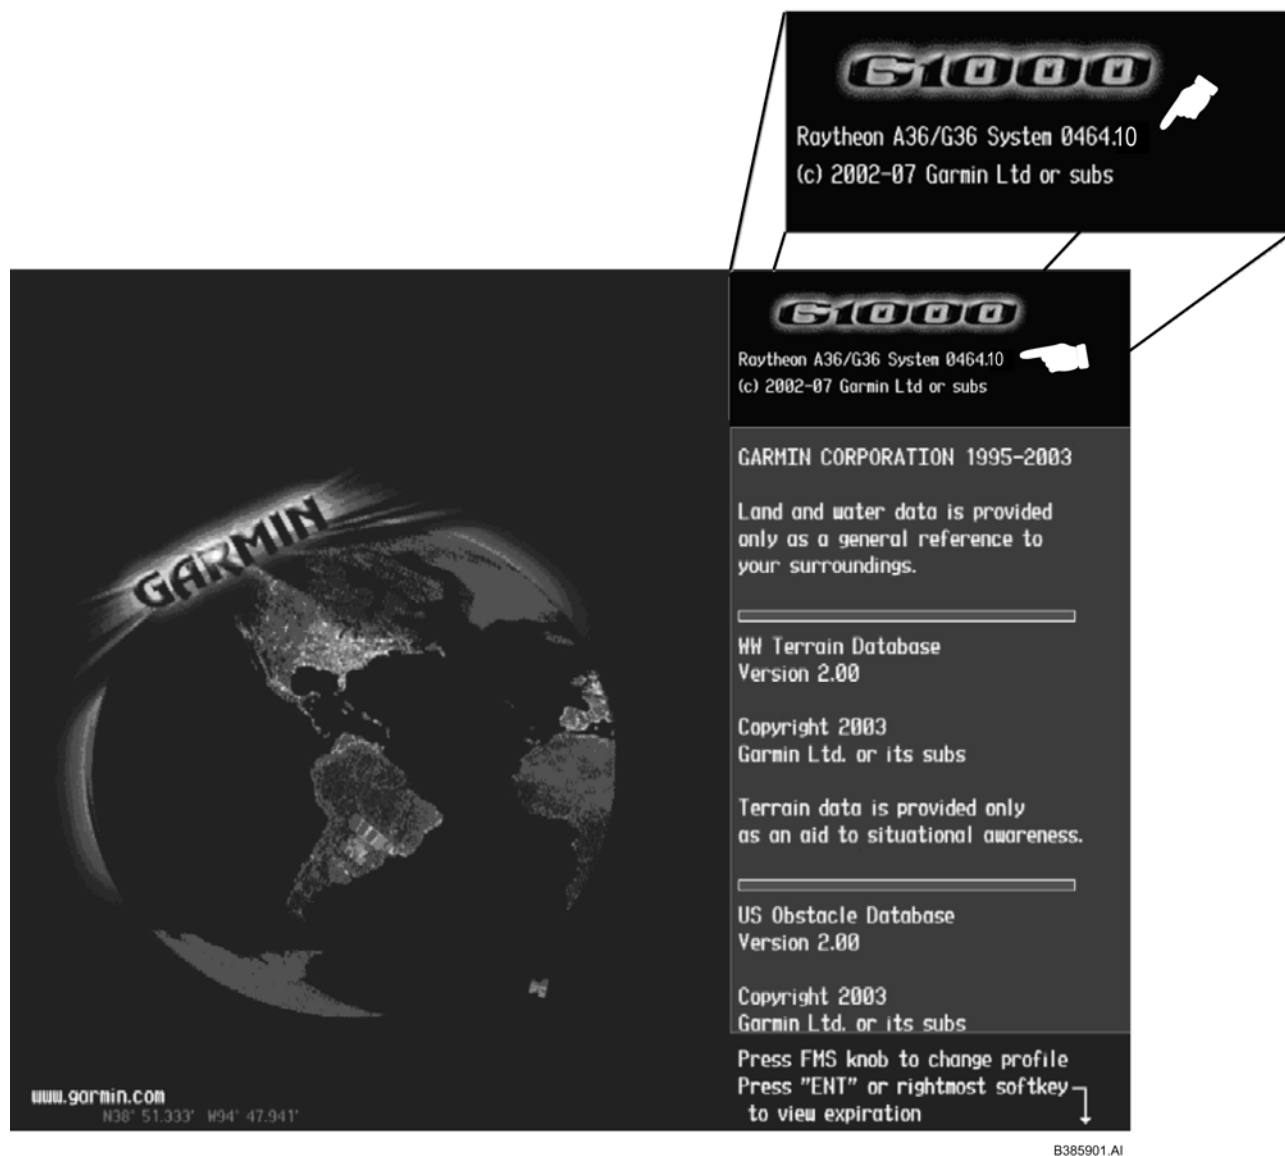 G1000
Raytheon A36/G36 System 0464.10
(c) 2002-07 Garmin Ltd or subs
G1000
Raytheon A36/G36 System 0464.10
(c) 2002-07 Garmin Ltd or subs
GARMIN CORPORATION 1995-2003
Land and water data is provided
only as a general reference to
your surroundings.
WW Terrain Database
Version 2.00
Copyright 2003
Garmin Ltd. or its subs
Terrain data is provided only
as an aid to situational awareness.
US Obstacle Database
Version 2.00
Copyright 2003
Garmin Ltd. or its subs
Press FMS knob to change profile
Press "ENT" or rightmost softkey
to view expiration
GARMIN
www.garmin.com
N38° 51.333' W94° 47.941'
B385901.AI